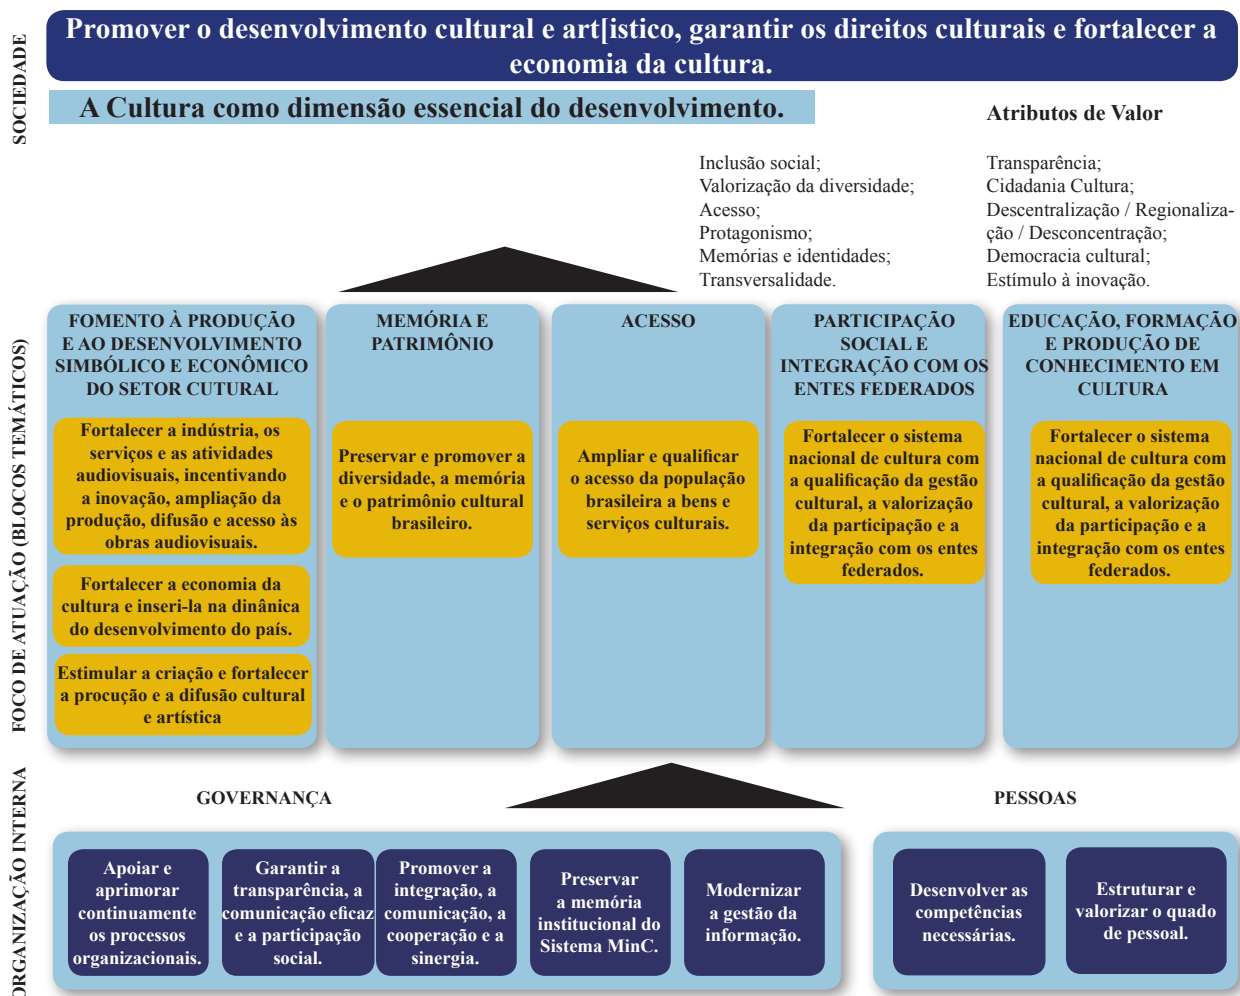 SOCIEDADE
Promover o desenvolvimento cultural e art[istico, garantir os direitos culturais e fortalecer a
economia da cultura.
A Cultura como dimensão essencial do desenvolvimento.
Atributos de Valor
Inclusão social;
Valorização da diversidade;
Acesso;
Protagonismo;
Memórias e identidades;
Transversalidade.
Transparência;
Cidadania Cultura;
Descentralização / Regionaliza-
ção / Desconcentração;
Democracia cultural;
Estímulo à inovação.
FOCO DE ATUAÇÃO (BLOCOS TEMÁTICOS)
FOMENTO À PRODUÇÃO
E AO DESENVOLVIMENTO
SIMBÓLICO E ECONÔMICO
DO SETOR CUTURAL
Fortalecer a indústria, os
serviços e as atividades
audiovisuais, incentivando
a inovação, ampliação da
produção, difusão e acesso às
obras audiovisuais.
Fortalecer a economia da
cultura e inseri-la na dinânica
do desenvolvimento do país.
Estimular a criação e fortalecer
a procução e a difusão cultural
e artística
MEMÓRIA E
PATRIMÔNIO
Preservar e promover a
diversidade, a memória
e o patrimônio cultural
brasileiro.
ACESSO
Ampliar e qualificar
o acesso da população
brasileira a bens e
serviços culturais.
PARTICIPAÇÃO
SOCIAL E
INTEGRAÇÃO COM OS
ENTES FEDERADOS
Fortalecer o sistema
nacional de cultura com
a qualificação da gestão
cultural, a valorização
da participação e a
integração com os entes
federados.
EDUCAÇÃO, FORMAÇÃO
E PRODUÇÃO DE
CONHECIMENTO EM
CULTURA
Fortalecer o sistema
nacional de cultura com
a qualificação da gestão
cultural, a valorização
da participação e a
integração com os entes
federados.
ORGANIZAÇÃO INTERNA
GOVERNANÇA
Apoiar e
aprimorar
continuamente
os processos
organizacionais.
Garantir a
transparência, a
comunicação eficaz
e a participação
social.
Promover a
integração, a
comunicação, a
cooperação e a
sinergia.
Preservar
a memória
institucional do
Sistema MinC.
Modernizar
a gestão da
informação.
PESSOAS
Desenvolver as
competências
necessárias.
Estruturar e
valorizar o quado
de pessoal.